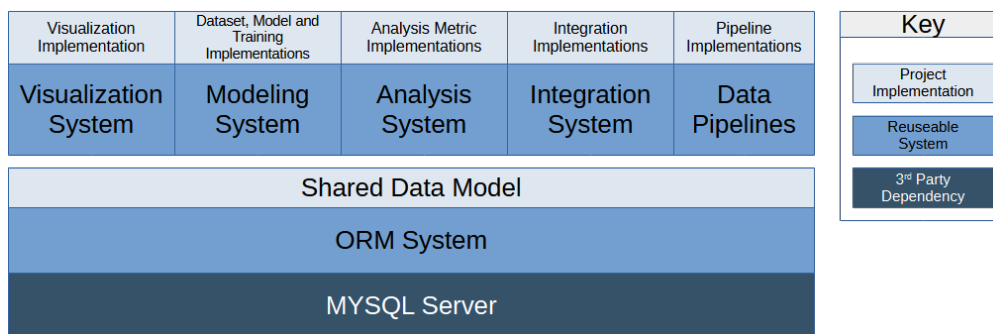 Visualization
Implementation
Dataset, Model and
Training
Implementations
Analysis Metric
Implementations
Integration
Implementations
Pipeline
Implementations
Visualization
System
Modeling
System
Analysis
System
Integration
System
Data
Pipelines
Shared Data Model
ORM System
MYSQL Server
Key
Project
Implementation
Reuseable
System
3rd Party
Dependency